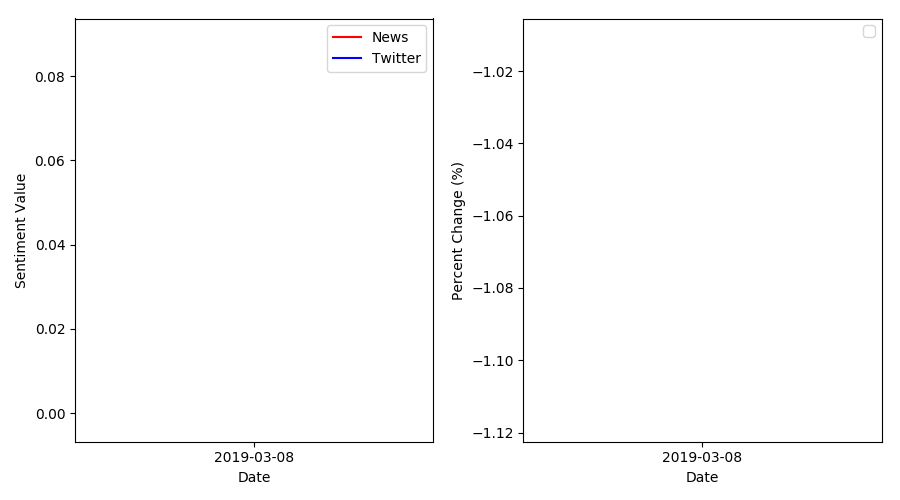 News
Twitter
0.08
0.06
0.04
0.02
0.00
Sentiment Value
2019-03-08
Date
−1.02
−1.04
−1.06
−1.08
−1.10
−1.12
Percent Change (%)
2019-03-08
Date